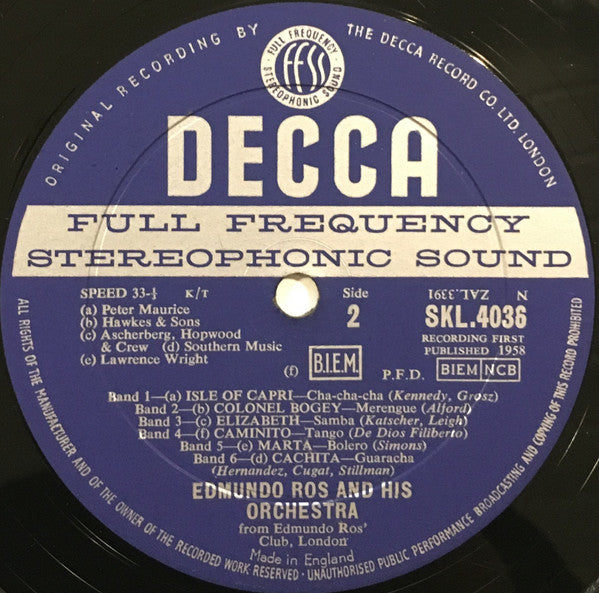 ORIGINAL RECORDING BY THE DECCA RECORD CO. LTD. LONDON
FULL FREQUENCY
ffss
STEREOPHONIC SOUND
DECCA
FULL FREQUENCY
STEREOPHONIC SOUND
SPEED 33-⅓ K/T
(a) Peter Maurice
(b) Hawkes & Sons
(c) Ascherberg, Hopwood
& Crew (d) Southern Music
(e) Lawrence Wright
Side
2
N ZAL.3391
SKL.4036
RECORDING FIRST
PUBLISHED 1958
(f) B.I.E.M. P.F.D. BIEM NCB
Band 1—(a) ISLE OF CAPRI—Cha-cha-cha (Kennedy, Grosz)
Band 2—(b) COLONEL BOGEY—Merengue (Alford)
Band 3—(c) ELIZABETH—Samba (Katscher, Leigh)
Band 4—(f) CAMINITO—Tango (De Dios Filiberto)
Band 5—(e) MARTA—Bolero (Simons)
Band 6—(d) CACHITA—Guaracha
(Hernandez, Cugat, Stillman)
EDMUNDO ROS AND HIS
ORCHESTRA
from Edmundo Ros'
Club, London
Made in England
ALL RIGHTS OF THE MANUFACTURER AND OF THE OWNER OF THE RECORDED WORK RESERVED · UNAUTHORISED PUBLIC PERFORMANCE BROADCASTING AND COPYING OF THIS RECORD PROHIBITED